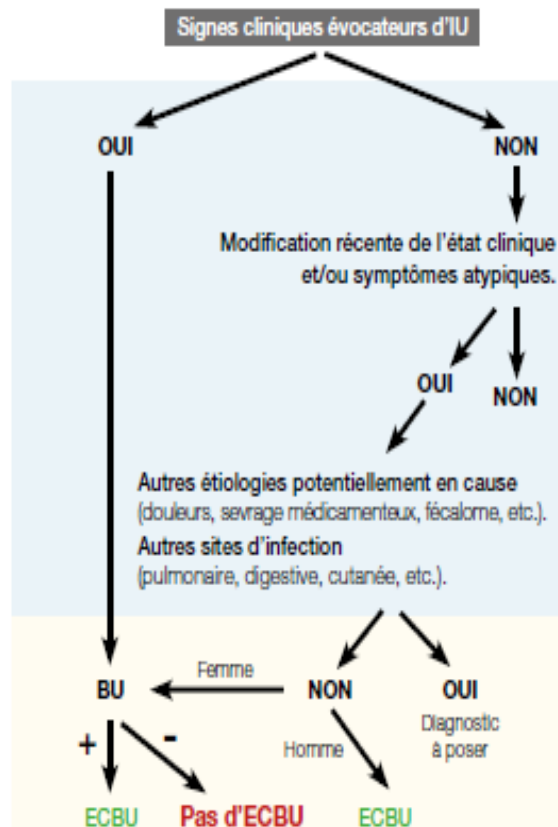 Signes cliniques évocateurs d'IU
OUI
NON
Modification récente de l'état clinique
et/ou symptômes atypiques.
OUI
NON
Autres étiologies potentiellement en cause
(douleurs, sevrage médicamenteux, fécalome, etc.).
Autres sites d'infection
(pulmonaire, digestive, cutanée, etc.).
BU
Femme
NON
OUI
Diagnostic
à poser
+
-
Homme
ECBU
Pas d'ECBU
ECBU